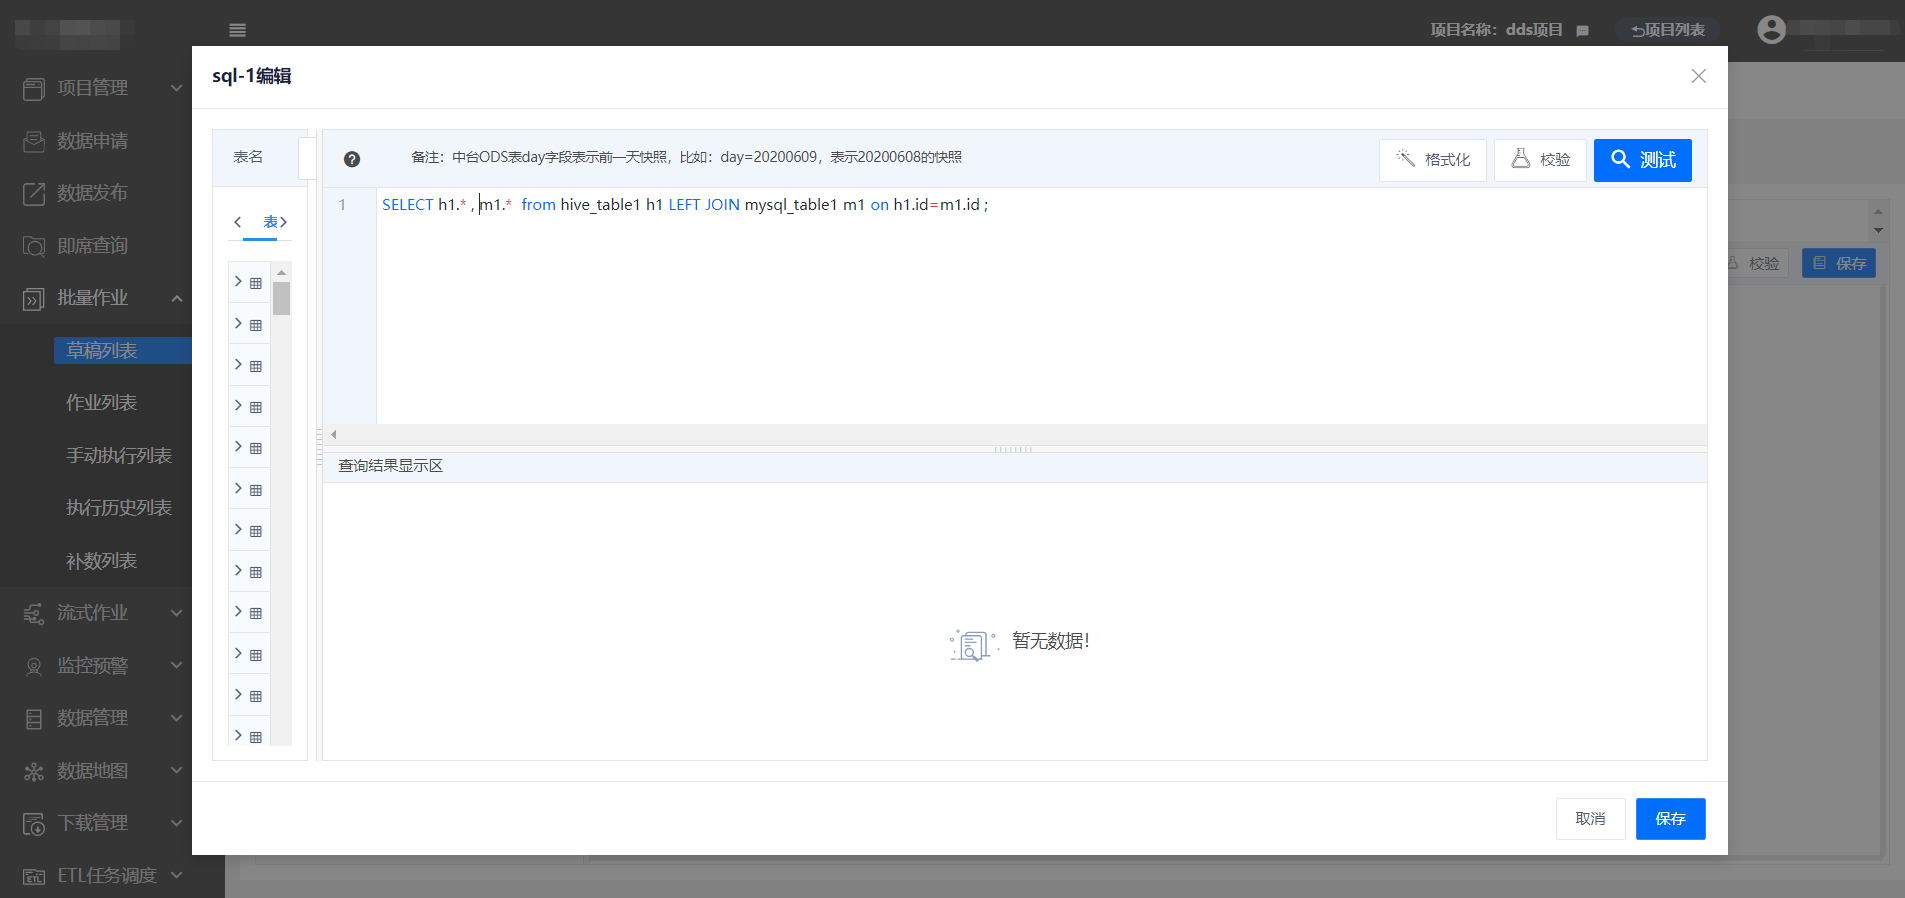 项目名称：dds项目
项目列表
项目管理
数据申请
数据发布
即席查询
批量作业
草稿列表
作业列表
手动执行列表
执行历史列表
补数列表
流式作业
监控预警
数据管理
数据地图
下载管理
ETL任务调度
sql-1编辑
表名
备注：中台ODS表day字段表示前一天快照，比如：day=20200609，表示20200608的快照
格式化
校验
测试
表
1 SELECT h1.* , m1.*  from hive_table1 h1 LEFT JOIN mysql_table1 m1 on h1.id=m1.id ;
查询结果显示区
暂无数据！
取消
保存
校验
保存